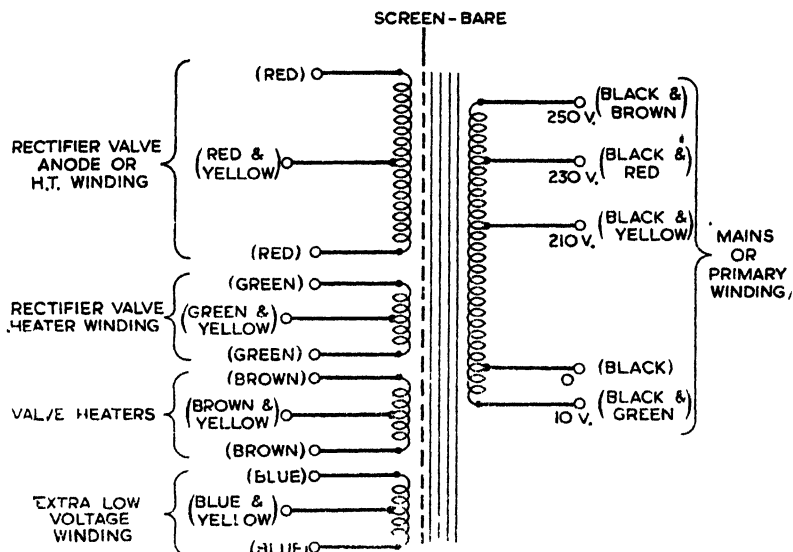 SCREEN-BARE
RECTIFIER VALVE
ANODE OR
H.T. WINDING
(RED)
(RED &
YELLOW)
(RED)
RECTIFIER VALVE
HEATER WINDING
(GREEN)
(GREEN &
YELLOW)
(GREEN)
VALVE HEATERS
(BROWN)
(BROWN &
YELLOW)
(BROWN)
EXTRA LOW
VOLTAGE
WINDING
(BLUE)
(BLUE &
YELLOW)
(BLUE)
250 V. (BLACK &
BROWN)
230 V. (BLACK &
RED)
210 V. (BLACK &
YELLOW)
O (BLACK)
10 V. (BLACK &
GREEN)
MAINS
OR
PRIMARY
WINDING